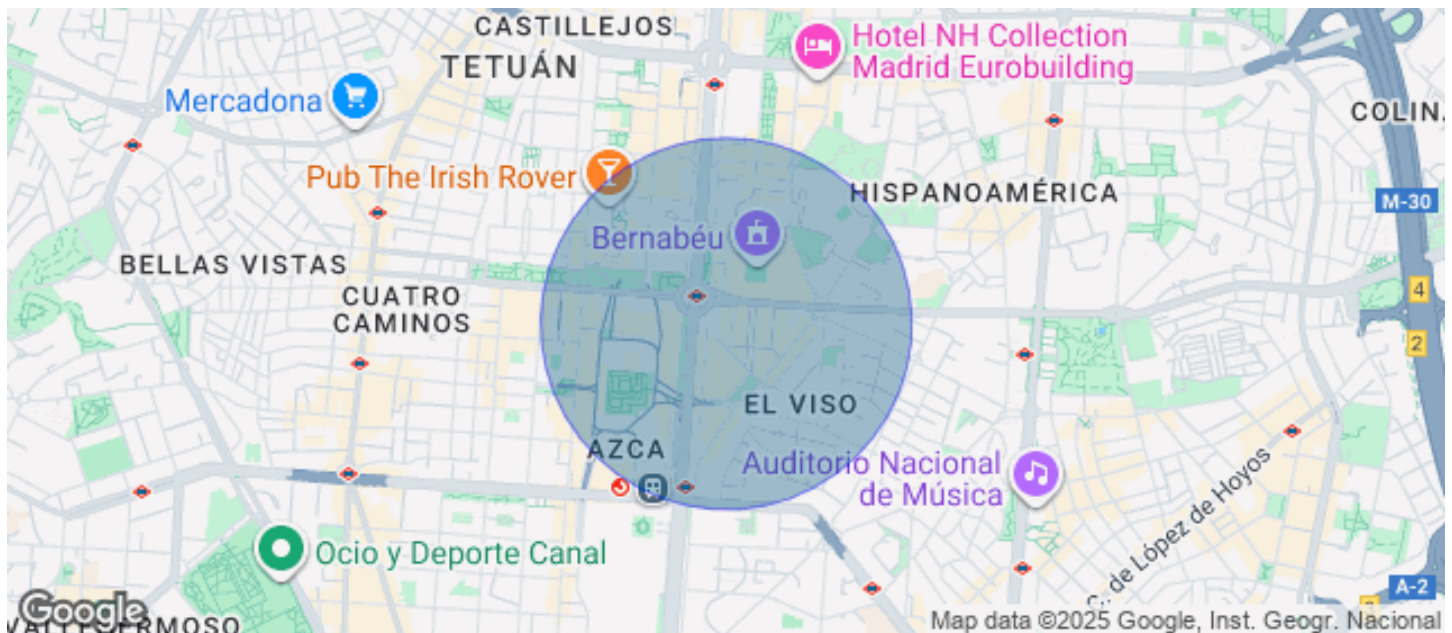 CASTILLEJOS
TETUÁN
Hotel NH Collection
Madrid Eurobuilding
Mercadona
COLIN
Pub The Irish Rover
HISPANOAMÉRICA
M-30
Bernabéu
BELLAS VISTAS
CUATRO
CAMINOS
4
2
EL VISO
AZCA
Auditorio Nacional
de Música
C. de López de Hoyos
Ocio y Deporte Canal
A-2
Google
VALLEHERMOSO
Map data ©2025 Google, Inst. Geogr. Nacional